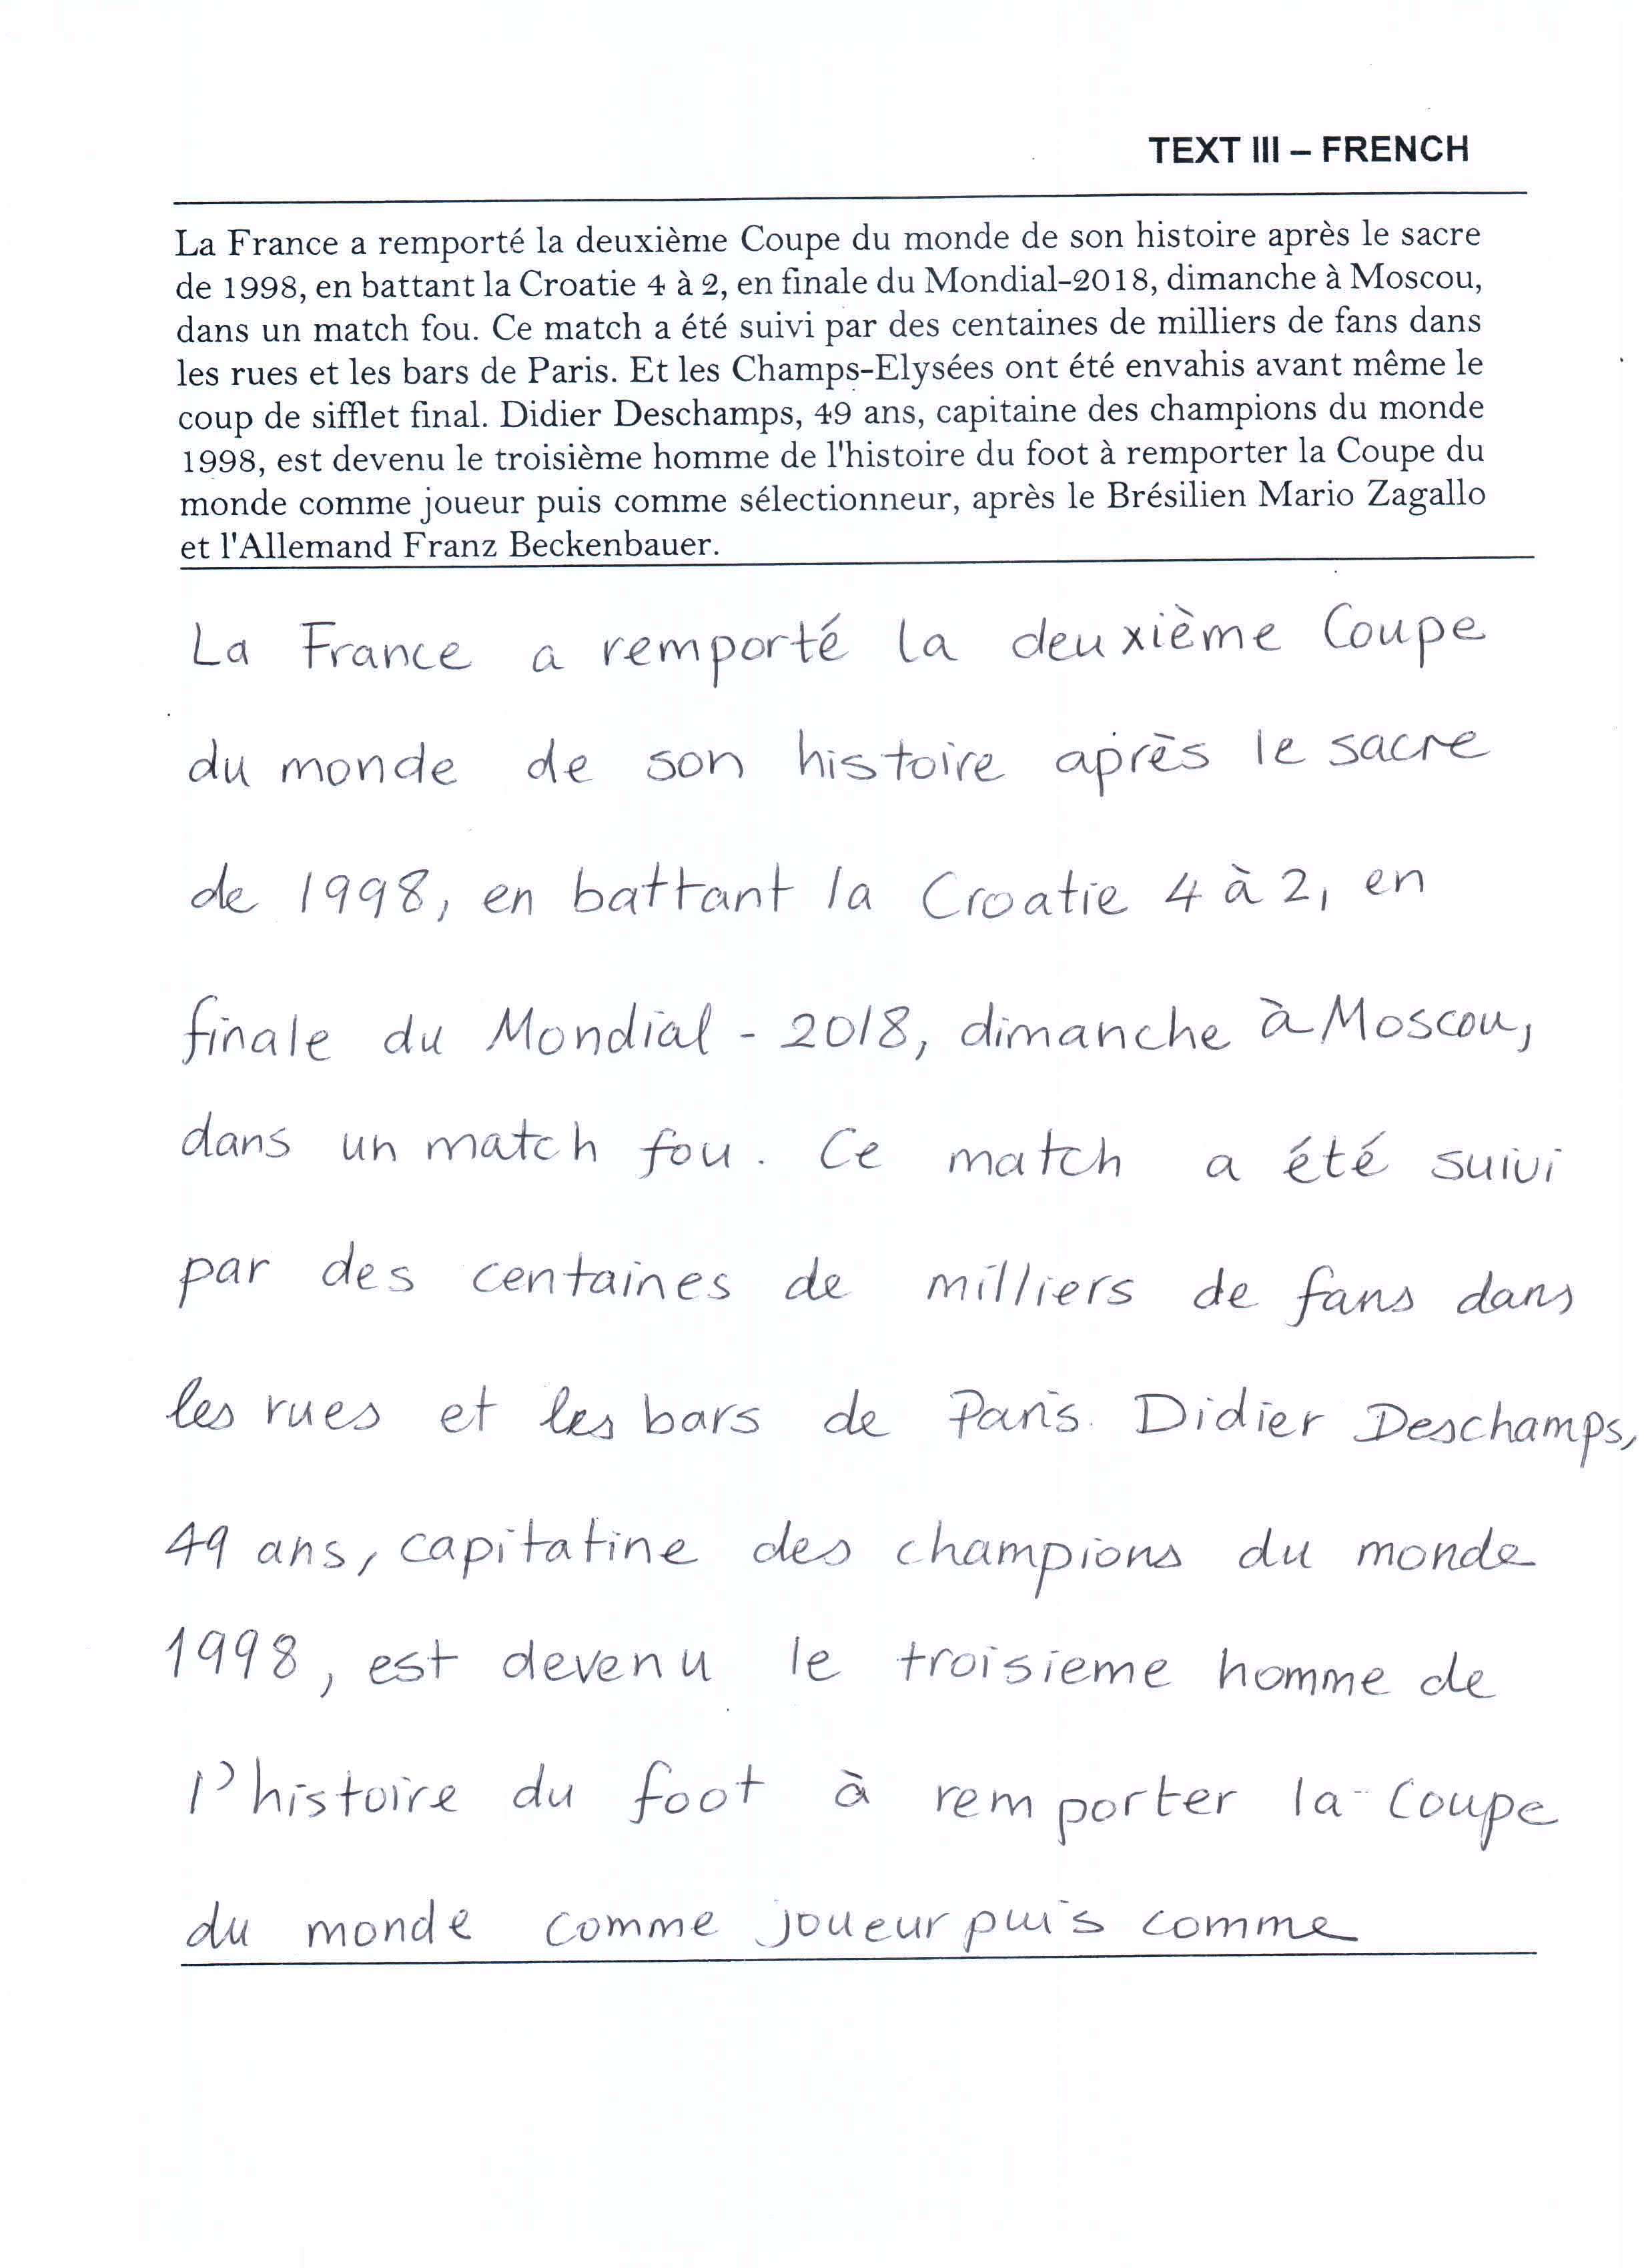 TEXT III – FRENCH
La France a remporté la deuxième Coupe du monde de son histoire après le sacre
de 1998, en battant la Croatie 4 à 2, en finale du Mondial-2018, dimanche à Moscou,
dans un match fou. Ce match a été suivi par des centaines de milliers de fans dans
les rues et les bars de Paris. Et les Champs-Elysées ont été envahis avant même le
coup de sifflet final. Didier Deschamps, 49 ans, capitaine des champions du monde
1998, est devenu le troisième homme de l'histoire du foot à remporter la Coupe du
monde comme joueur puis comme sélectionneur, après le Brésilien Mario Zagallo
et l'Allemand Franz Beckenbauer.
La France a remporté la deuxième Coupe
du monde de son histoire après le sacre
de 1998, en battant la Croatie 4 à 2, en
finale du Mondial - 2018, dimanche à Moscou,
dans un match fou. Ce match a été suivi
par des centaines de milliers de fans dans
les rues et les bars de Paris. Didier Deschamps,
49 ans, capitatine des champions du monde
1998, est devenu le troisieme homme de
l'histoire du foot à remporter la Coupe
du monde comme joueur puis comme